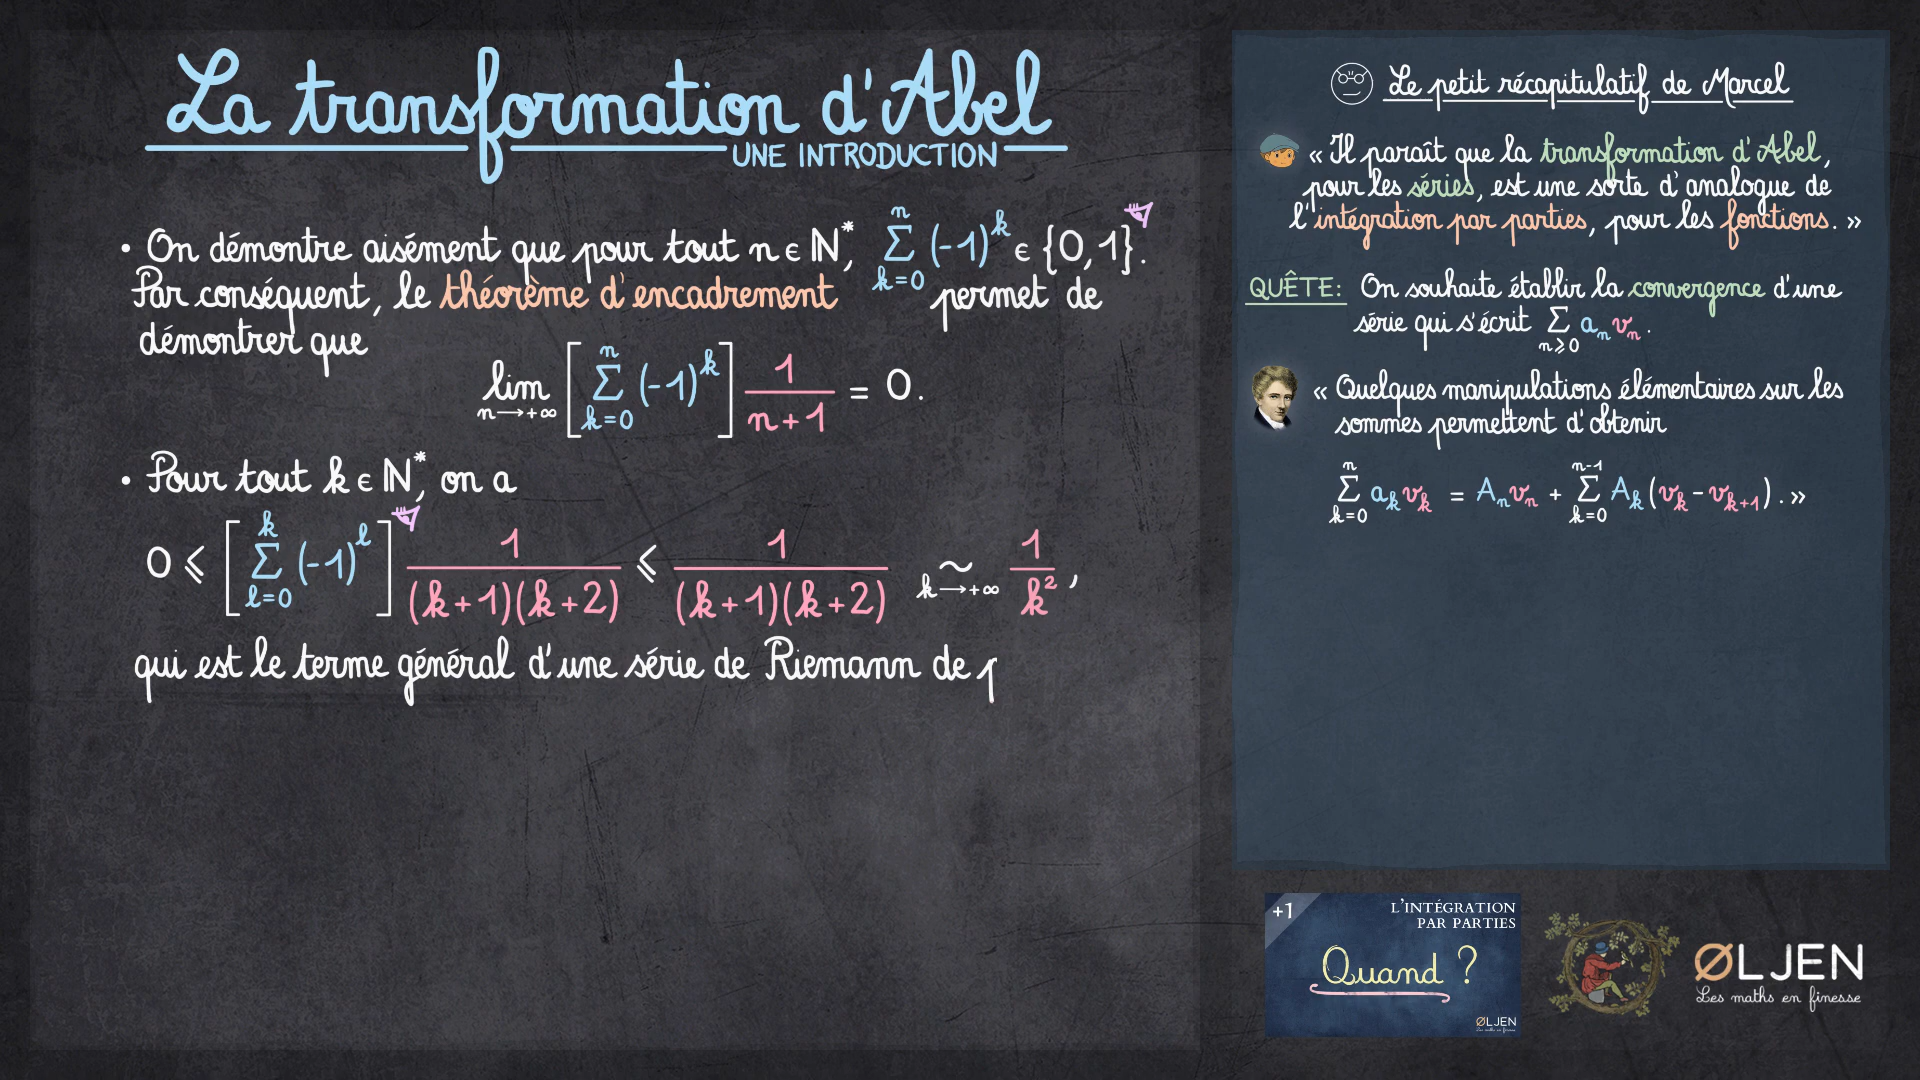 La transformation d'Abel
UNE INTRODUCTION
• On démontre aisément que pour tout n ∈ ℕ*, ∑_{k=0}^{n} (-1)^k ∈ {0,1}.
Par conséquent, le théorème d'encadrement permet de
démontrer que
lim_{n→+∞} [∑_{k=0}^{n} (-1)^k] 1/(n+1) = 0.
• Pour tout k ∈ ℕ*, on a
0 ⩽ [∑_{l=0}^{k} (-1)^l] 1/((k+1)(k+2)) ⩽ 1/((k+1)(k+2)) ∼_{k→+∞} 1/k²,
qui est le terme général d'une série de Riemann de p
Le petit récapitulatif de Marcel
« Il paraît que la transformation d'Abel,
pour les séries, est une sorte d'analogue de
l'intégration par parties, pour les fonctions. »
QUÊTE: On souhaite établir la convergence d'une
série qui s'écrit ∑_{n⩾0} a_n v_n.
« Quelques manipulations élémentaires sur les
sommes permettent d'obtenir
∑_{k=0}^{n} a_k v_k = A_n v_n + ∑_{k=0}^{n-1} A_k (v_k - v_{k+1}). »
+1
L'INTÉGRATION
PAR PARTIES
Quand ?
ØLJEN
ØLJEN
Les maths en finesse